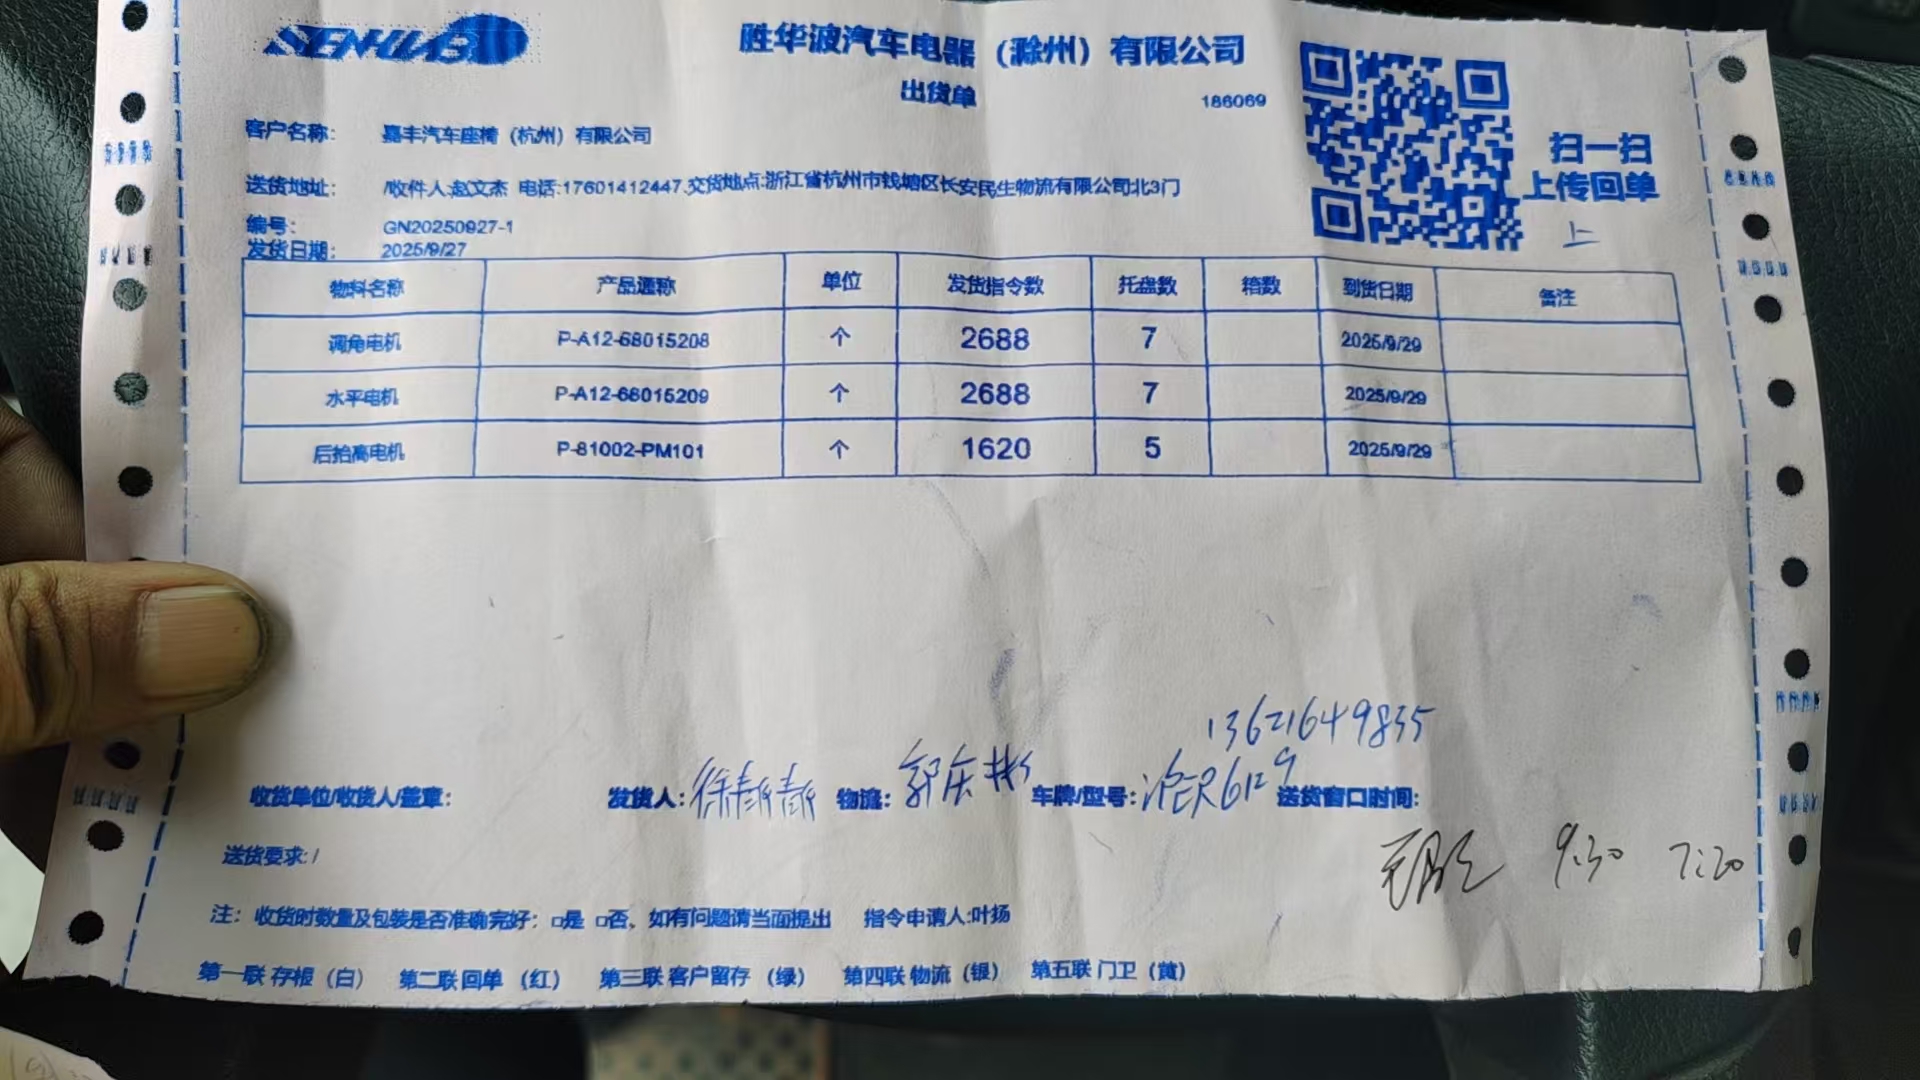 SENHUABO
胜华波汽车电器（滁州）有限公司
出货单
186069
扫一扫
上传回单
上
客户名称： 嘉丰汽车座椅（杭州）有限公司
送货地址： /收件人:赵文杰 电话:17601412447.交货地点:浙江省杭州市钱塘区长安民生物流有限公司北3门
编号： GN20250927-1
发货日期： 2025/9/27
物料名称 产品通称 单位 发货指令数 托盘数 箱数 到货日期 备注
调角电机 P-A12-68015208 个 2688 7 2025/9/29
水平电机 P-A12-68015209 个 2688 7 2025/9/29
后抬高电机 P-81002-PM101 个 1620 5 2025/9/29
13621649835
收货单位/收货人/盖章： 发货人：徐静静 物流： 车牌/型号： 送货窗口时间：
9:30 7:20
送货要求：/
注： 收货时数量及包装是否准确完好；□是 □否，如有问题请当面提出 指令申请人:叶扬
第一联 存根（白） 第二联 回单 （红） 第三联 客户留存 （绿） 第四联 物流（银） 第五联 门卫（黄）